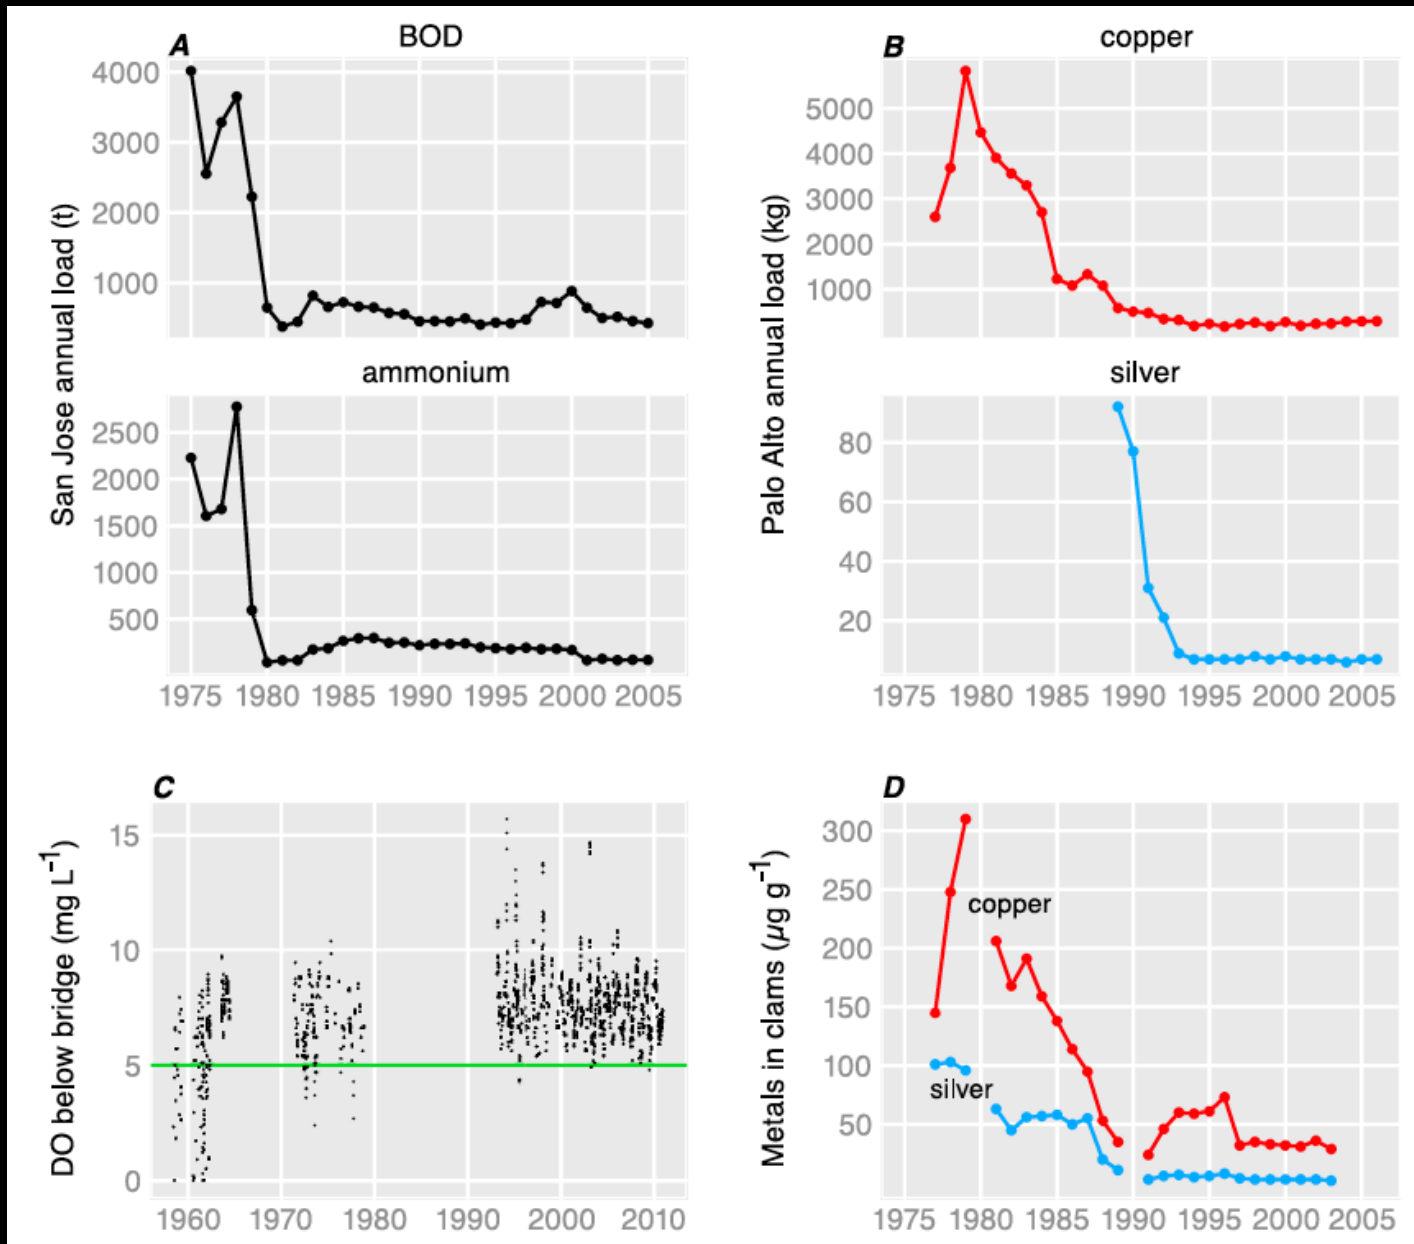 A
BOD
4000
3000
2000
1000
ammonium
2500
2000
1500
1000
500
San Jose annual load (t)
1975 1980 1985 1990 1995 2000 2005
B
copper
5000
4000
3000
2000
1000
silver
80
60
40
20
Palo Alto annual load (kg)
1975 1980 1985 1990 1995 2000 2005
C
15
10
5
0
DO below bridge (mg L⁻¹)
1960 1970 1980 1990 2000 2010
D
300
250
200
150
100
50
copper
silver
Metals in clams (µg g⁻¹)
1975 1980 1985 1990 1995 2000 2005